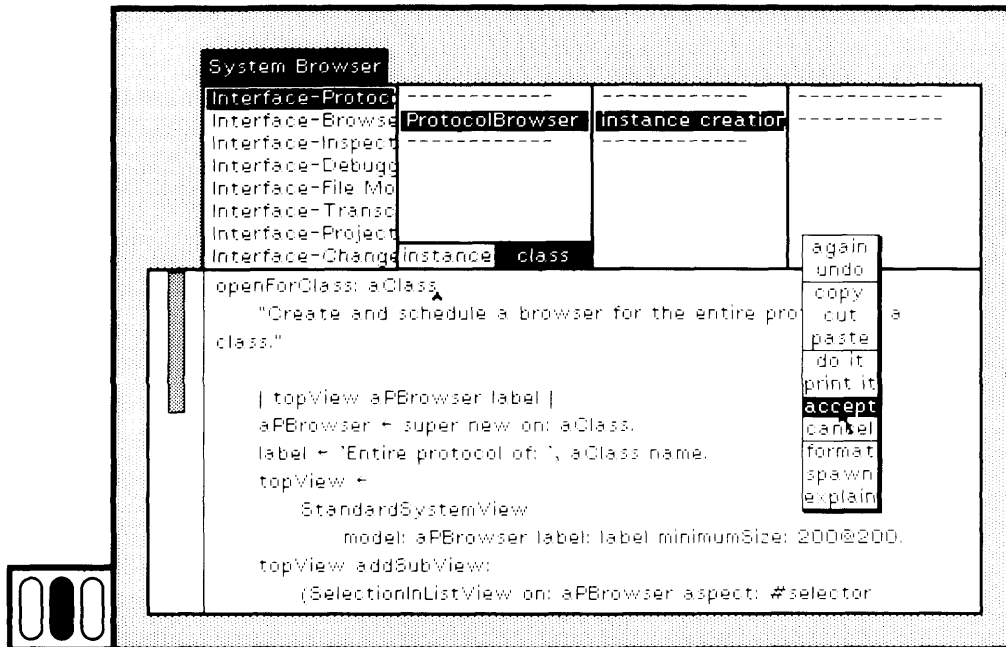 System Browser
Interface-Protoc
Interface-Browse
Interface-Inspect
Interface-Debugg
Interface-File Mo
Interface-Transc
Interface-Project
Interface-Change
------------
ProtocolBrowser
------------
instance
class
------------
instance creation
------------
------------
------------
again
undo
copy
cut
paste
do it
print it
accept
cancel
format
spawn
explain
openForClass: aClass
"Create and schedule a browser for the entire pro a
class."
| topView aPBrowser label |
aPBrowser ← super new on: aClass.
label ← 'Entire protocol of: ', aClass name.
topView ←
StandardSystemView
model: aPBrowser label: label minimumSize: 200@200.
topView addSubView:
(SelectionInListView on: aPBrowser aspect: #selector